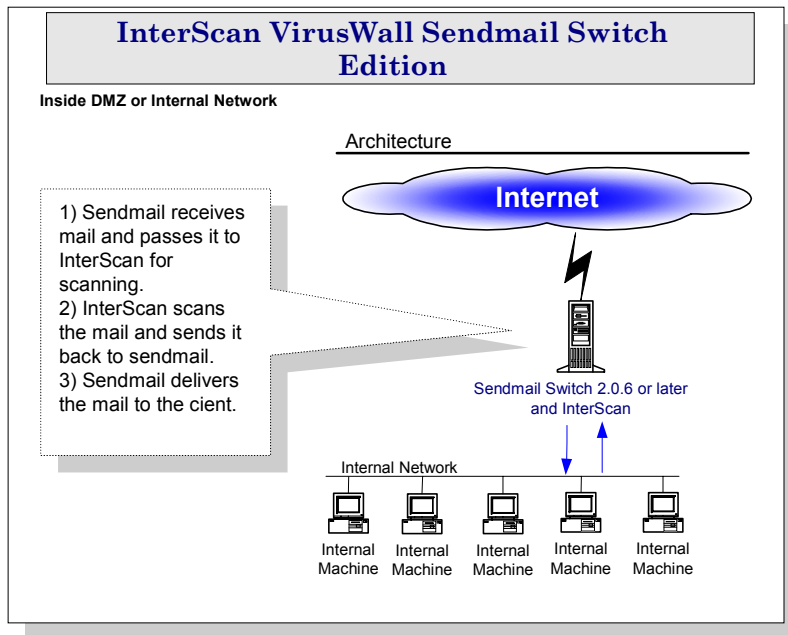 InterScan VirusWall Sendmail Switch
Edition
Inside DMZ or Internal Network
Architecture
Internet
1) Sendmail receives
mail and passes it to
InterScan for
scanning.
2) InterScan scans
the mail and sends it
back to sendmail.
3) Sendmail delivers
the mail to the cient.
Sendmail Switch 2.0.6 or later
and InterScan
Internal Network
Internal
Machine
Internal
Machine
Internal
Machine
Internal
Machine
Internal
Machine